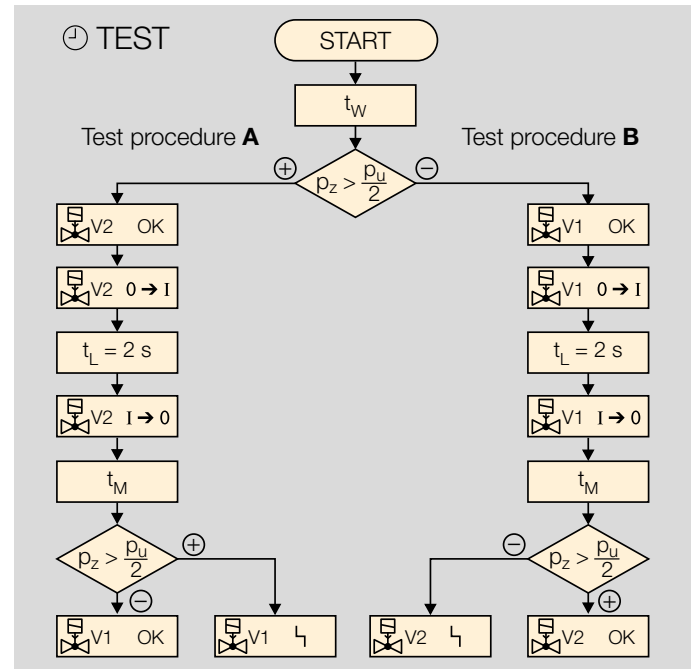 TEST
START
t_W
Test procedure A
Test procedure B
+
p_z > p_u/2
−
V2 OK
V1 OK
V2 0 → I
V1 0 → I
t_L = 2 s
t_L = 2 s
V2 I → 0
V1 I → 0
t_M
t_M
p_z > p_u/2
+
−
p_z > p_u/2
−
+
V1 OK
V1
V2
V2 OK